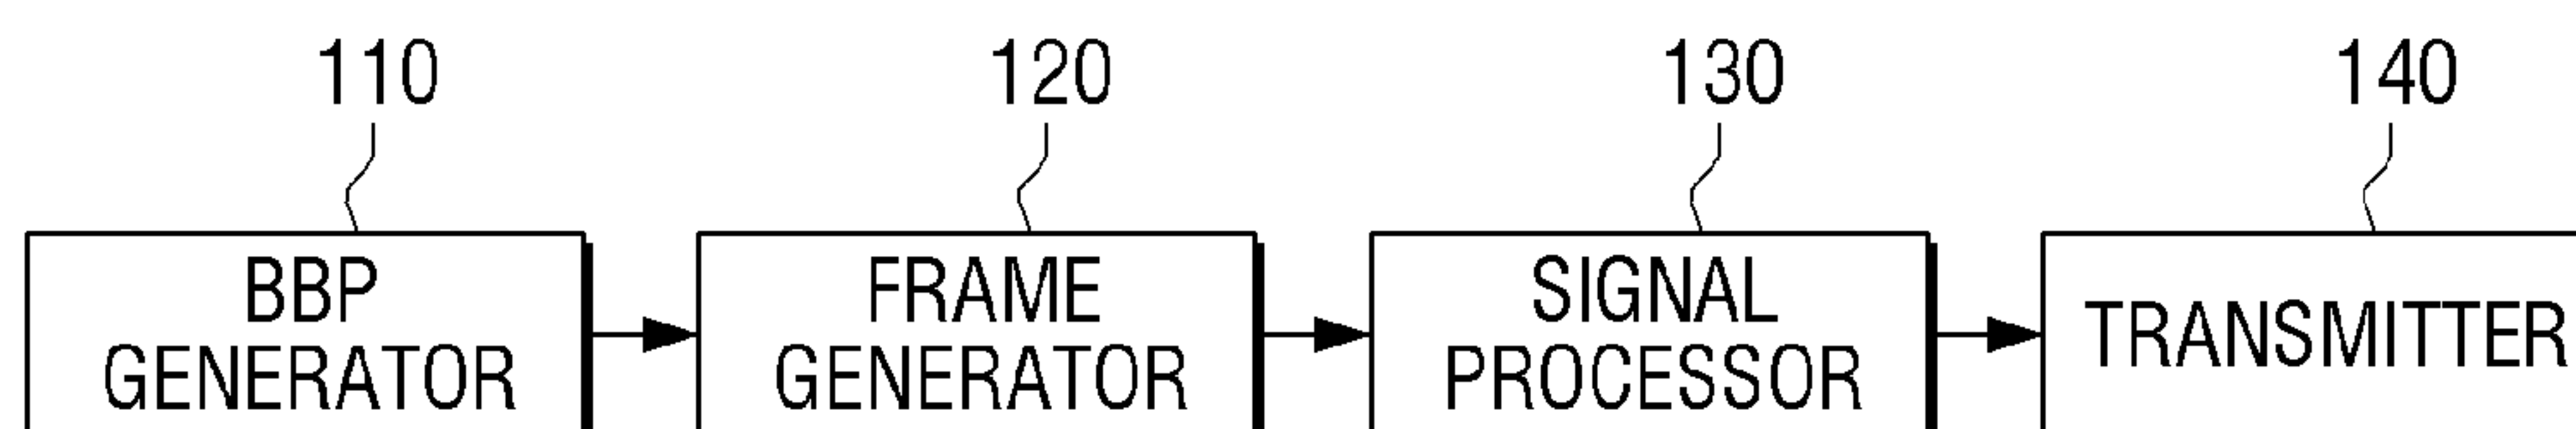 110 120 130 140
BBP GENERATOR
FRAME GENERATOR
SIGNAL PROCESSOR
TRANSMITTER